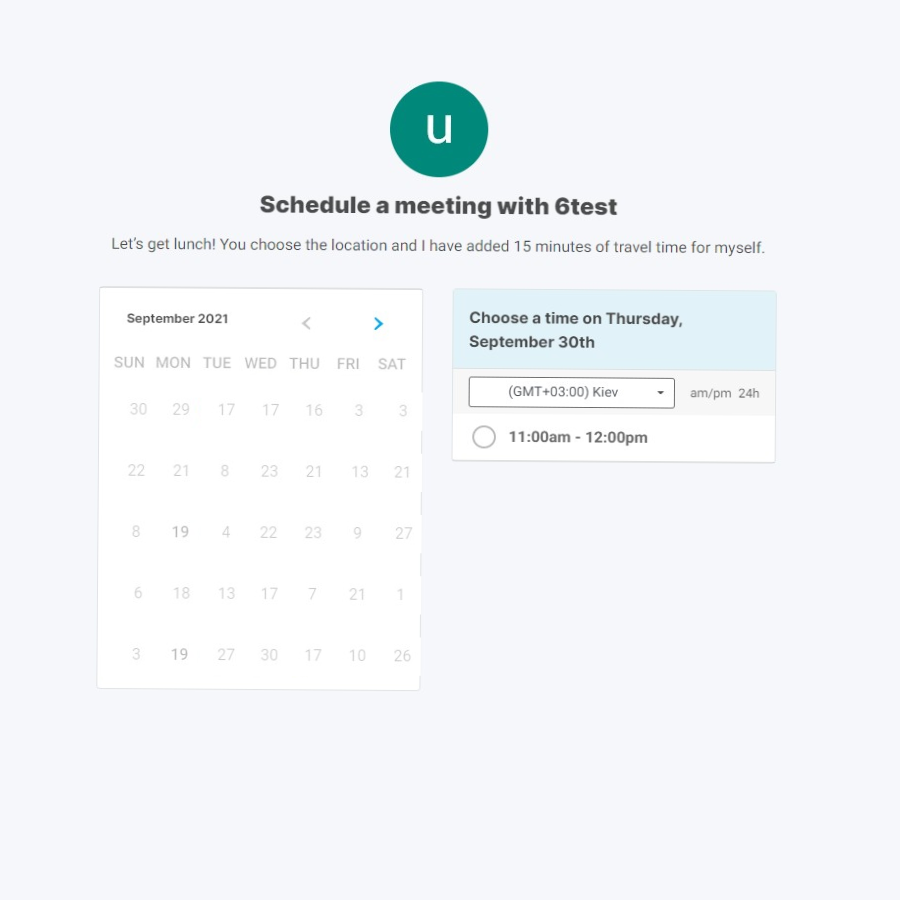 u
Schedule a meeting with 6test
Let's get lunch! You choose the location and I have added 15 minutes of travel time for myself.
September 2021
SUN MON TUE WED THU FRI SAT
30 29 17 17 16 3 3
22 21 8 23 21 13 21
8 19 4 22 23 9 27
6 18 13 17 7 21 1
3 19 27 30 17 10 26
Choose a time on Thursday,
September 30th
(GMT+03:00) Kiev am/pm 24h
11:00am - 12:00pm